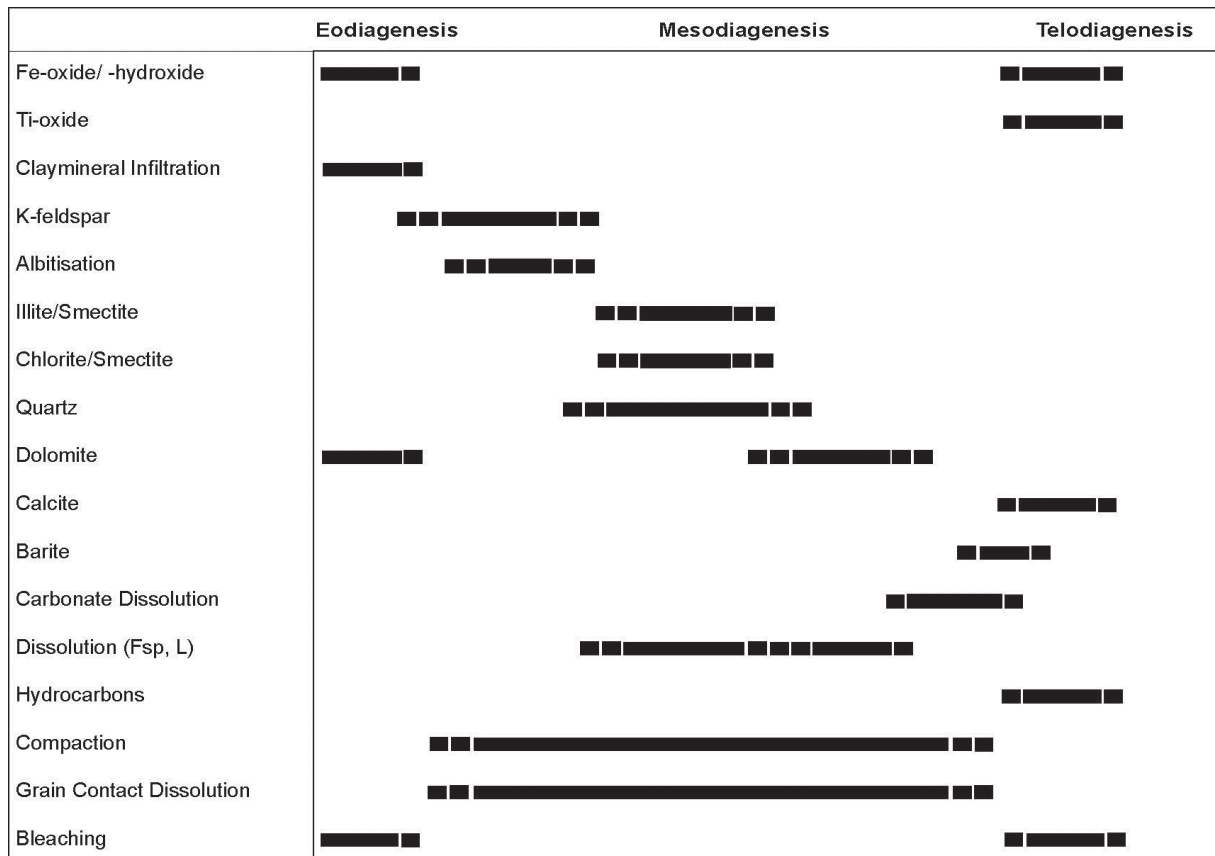 Eodiagenesis Mesodiagenesis Telodiagenesis
Fe-oxide/ -hydroxide
Ti-oxide
Claymineral Infiltration
K-feldspar
Albitisation
Illite/Smectite
Chlorite/Smectite
Quartz
Dolomite
Calcite
Barite
Carbonate Dissolution
Dissolution (Fsp, L)
Hydrocarbons
Compaction
Grain Contact Dissolution
Bleaching